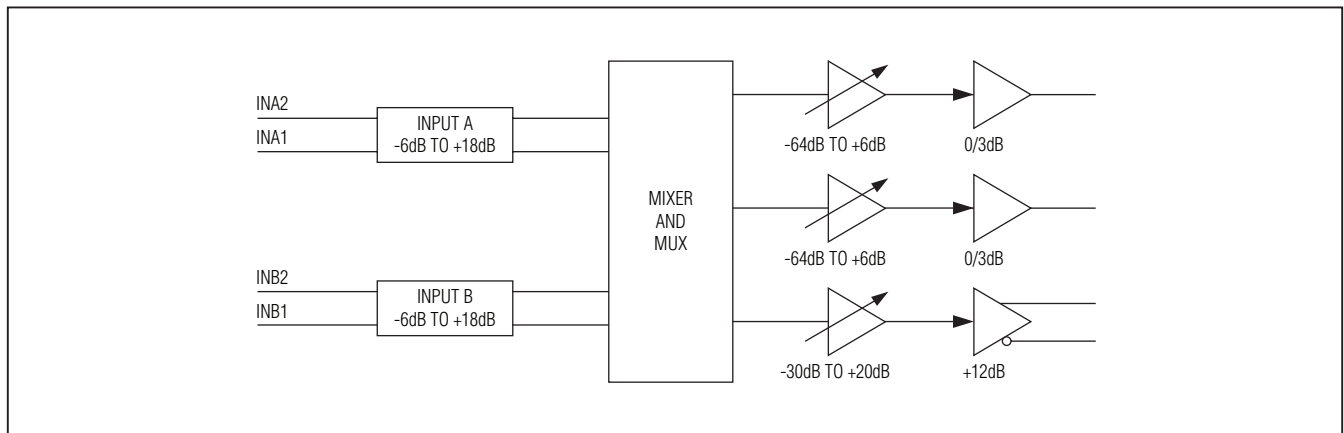 INA2
INA1
INPUT A
-6dB TO +18dB
INB2
INB1
INPUT B
-6dB TO +18dB
MIXER
AND
MUX
-64dB TO +6dB
0/3dB
-64dB TO +6dB
0/3dB
-30dB TO +20dB
+12dB